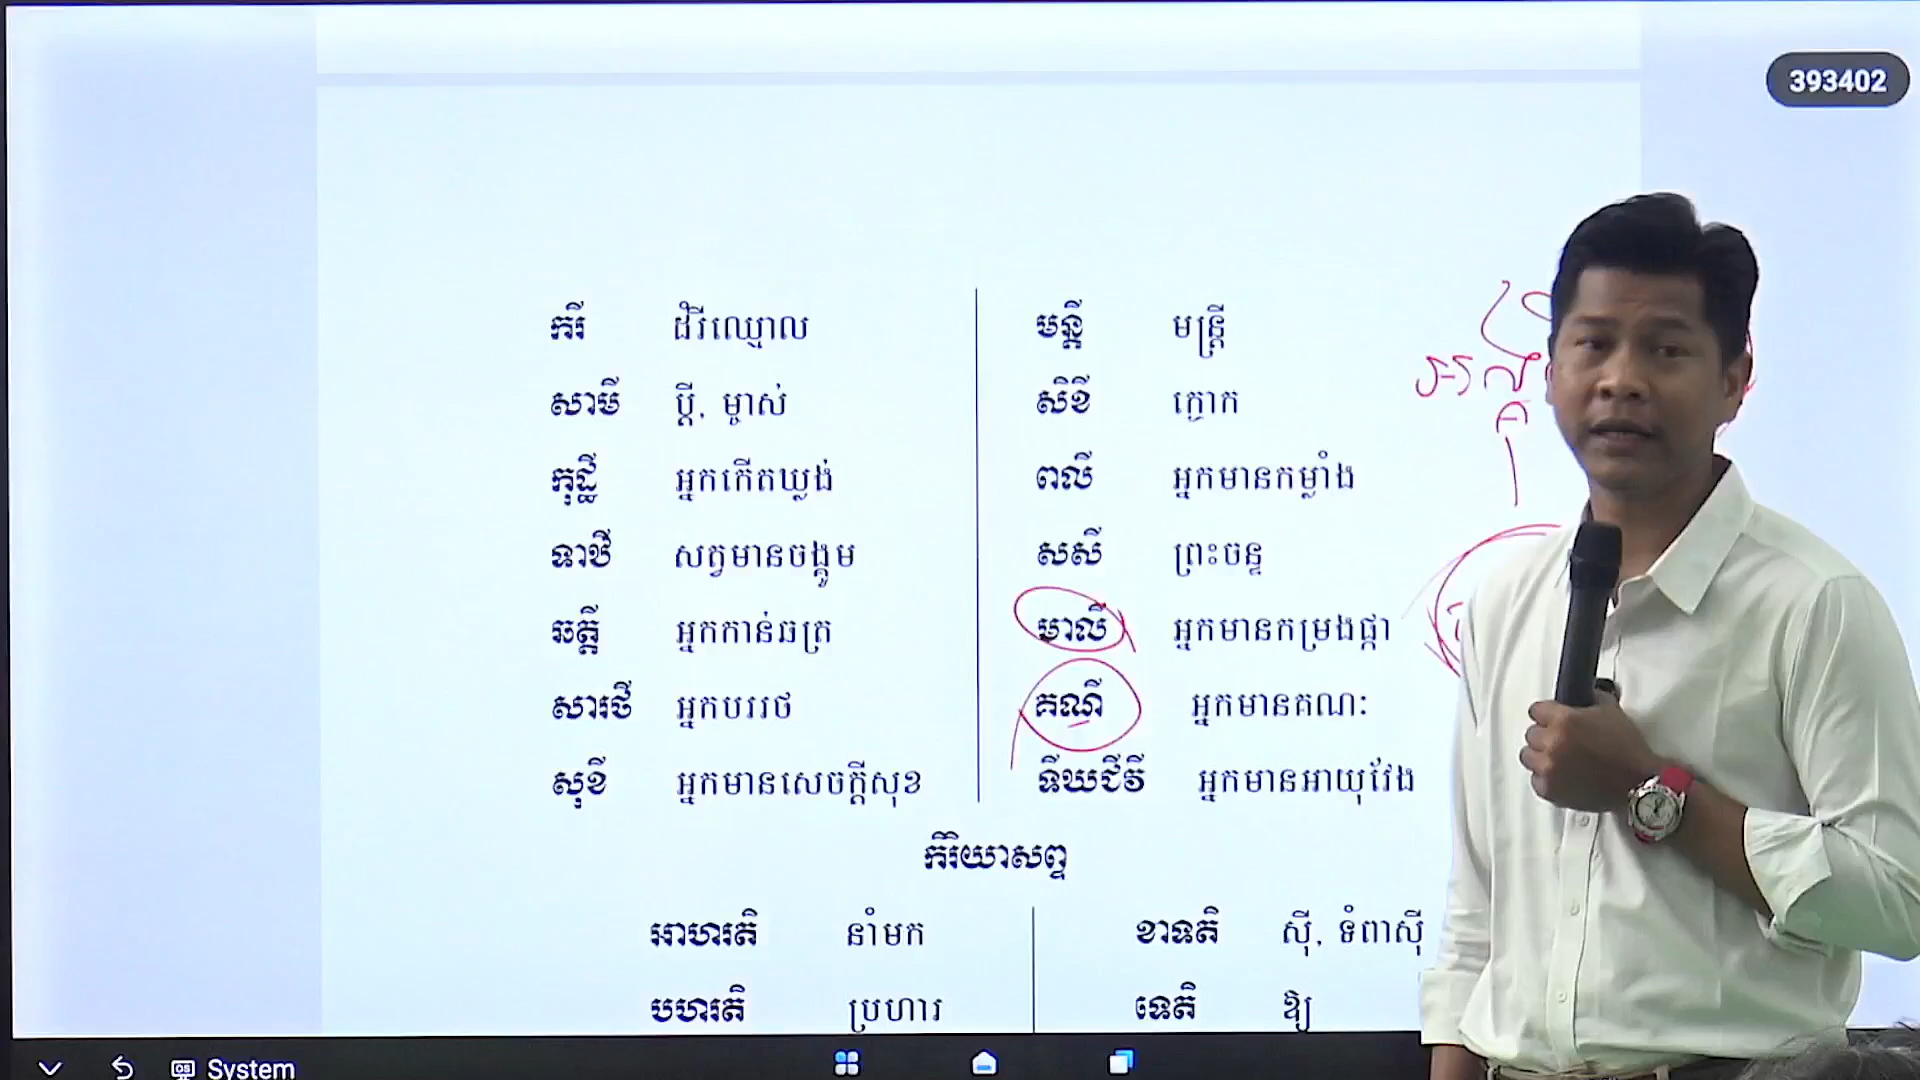 393402
ករី ដំរីឈ្មោល មន្តី មន្ត្រី
សាមី ប្ដី, ម្ចាស់ សិខី ក្ងោក
កុដ្ឋី អ្នកកើតឃ្លង់ ពលី អ្នកមានកម្លាំង
ទាឋី សត្វមានចង្កូម សសី ព្រះចន្ទ
ឆត្តី អ្នកកាន់ឆត្រ មាលី អ្នកមានកម្រងផ្កា
សារថី អ្នកបររថ គណី អ្នកមានគណៈ
សុខី អ្នកមានសេចក្ដីសុខ ទីឃជីវី អ្នកមានអាយុវែង
កិរិយាសព្ទ
អាហរតិ នាំមក ខាទតិ ស៊ី, ទំពាស៊ី
បហរតិ ប្រហារ ទេតិ ឱ្យ
System